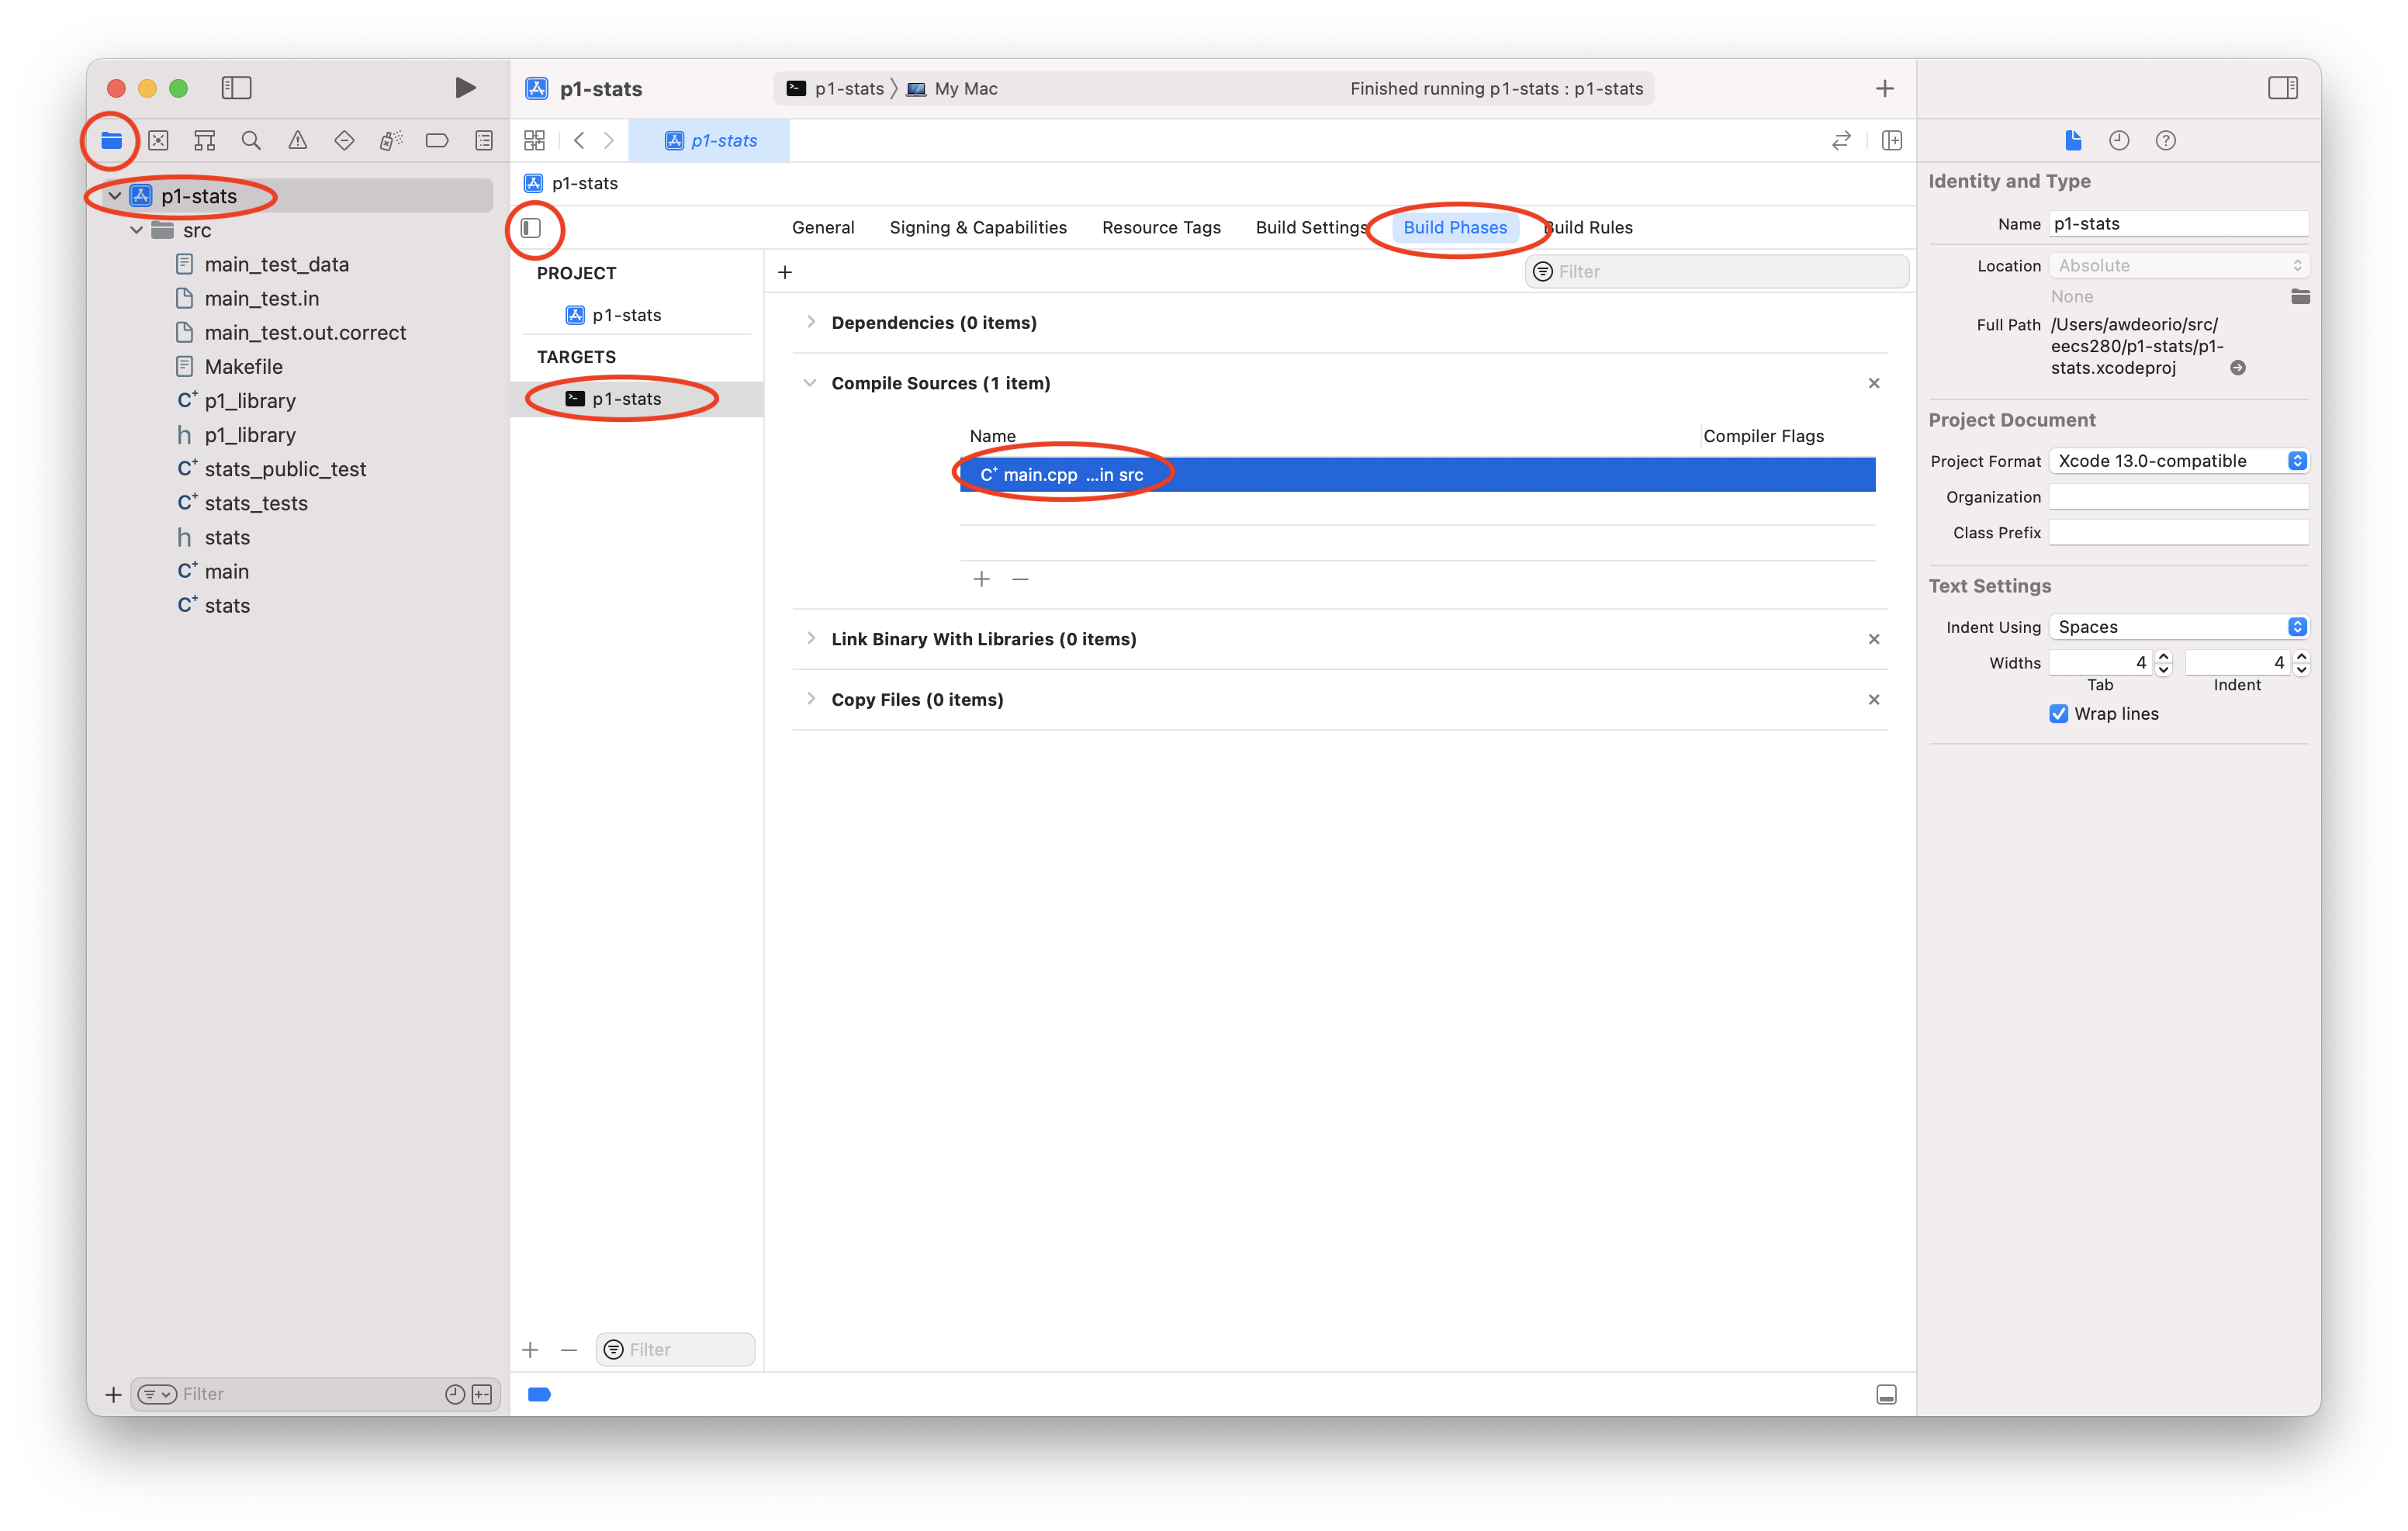 p1-stats
p1-stats
My Mac
Finished running p1-stats : p1-stats
p1-stats
p1-stats
src
main_test_data
main_test.in
main_test.out.correct
Makefile
p1_library
p1_library
stats_public_test
stats_tests
stats
main
stats
Filter
p1-stats
General
Signing & Capabilities
Resource Tags
Build Settings
Build Phases
Build Rules
PROJECT
p1-stats
TARGETS
p1-stats
Filter
Filter
Dependencies (0 items)
Compile Sources (1 item)
Name
Compiler Flags
main.cpp ...in src
Link Binary With Libraries (0 items)
Copy Files (0 items)
Identity and Type
Name p1-stats
Location Absolute
None
Full Path /Users/awdeorio/src/
eecs280/p1-stats/p1-
stats.xcodeproj
Project Document
Project Format Xcode 13.0-compatible
Organization
Class Prefix
Text Settings
Indent Using Spaces
Widths 4 4
Tab Indent
Wrap lines